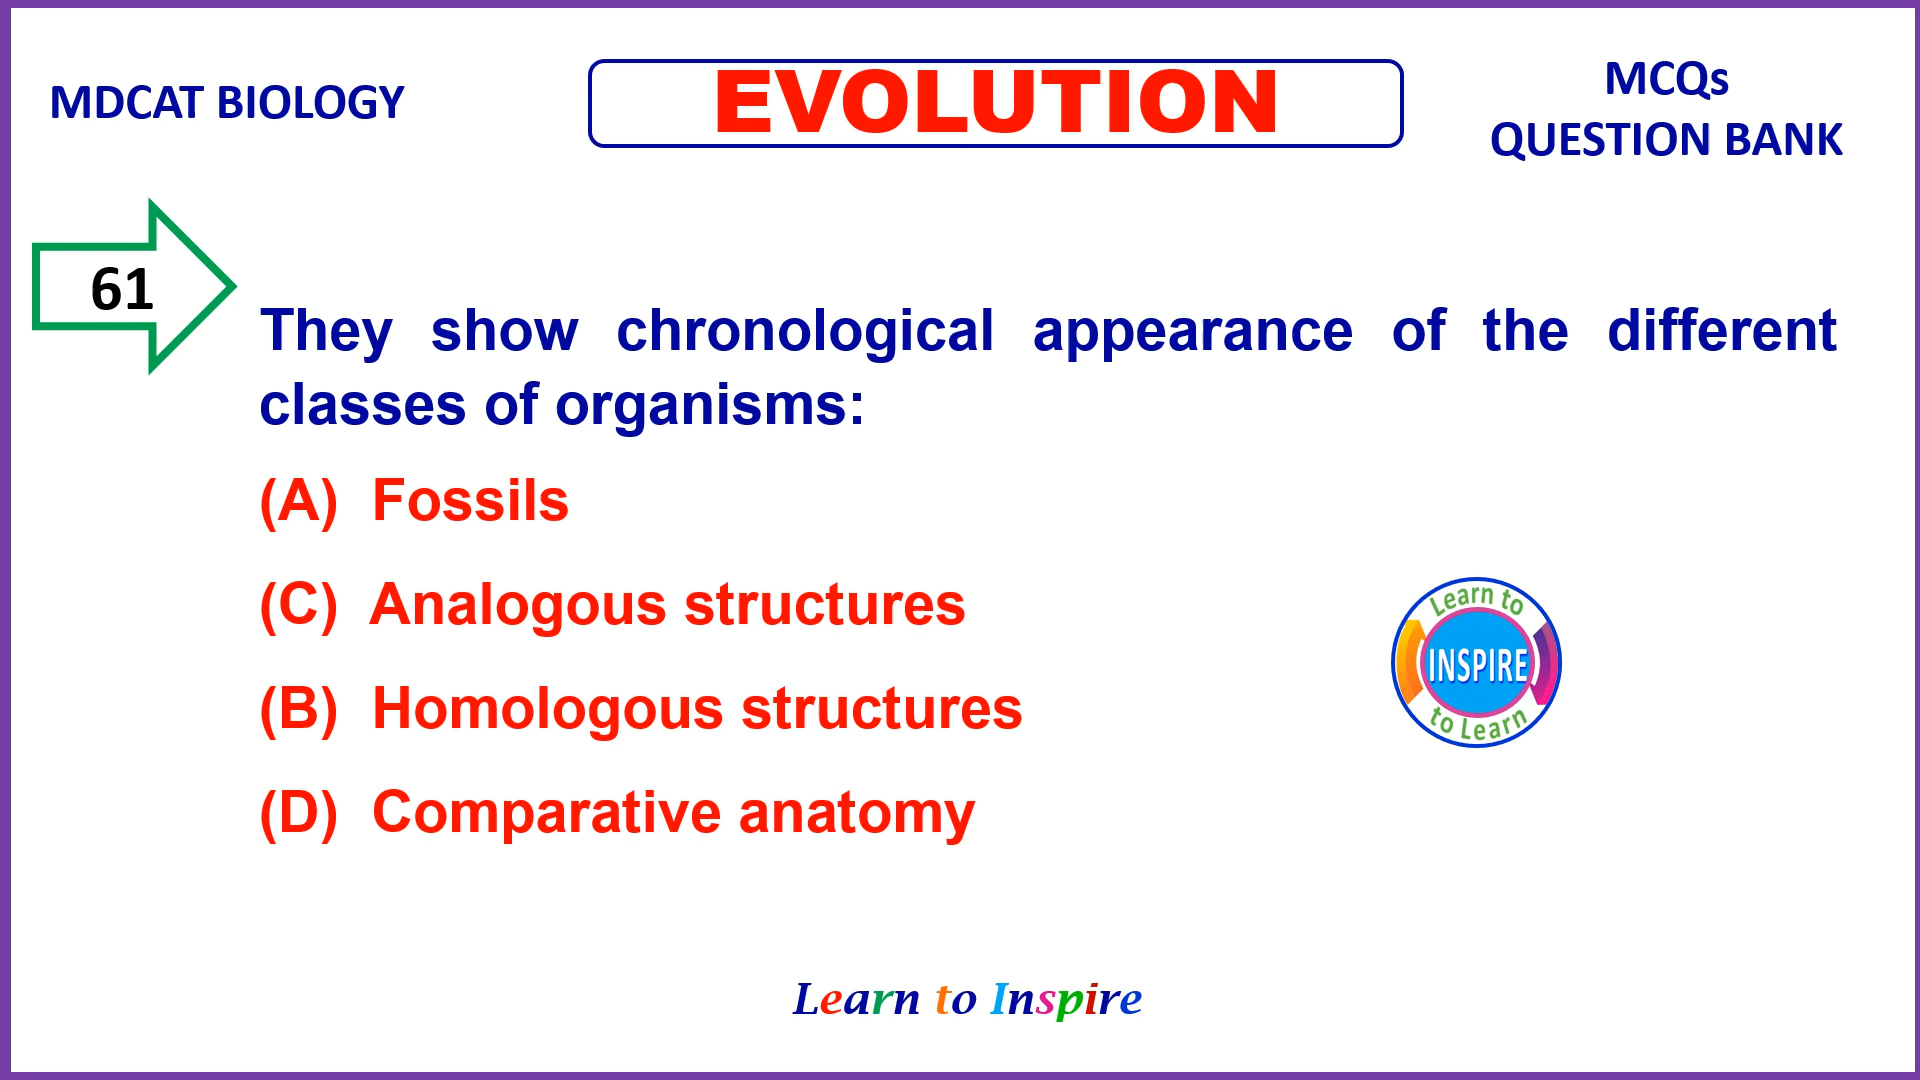 MDCAT BIOLOGY
EVOLUTION
MCQs
QUESTION BANK
61
They show chronological appearance of the different
classes of organisms:
(A) Fossils
(C) Analogous structures
(B) Homologous structures
(D) Comparative anatomy
Learn to
INSPIRE
to Learn
Learn to Inspire